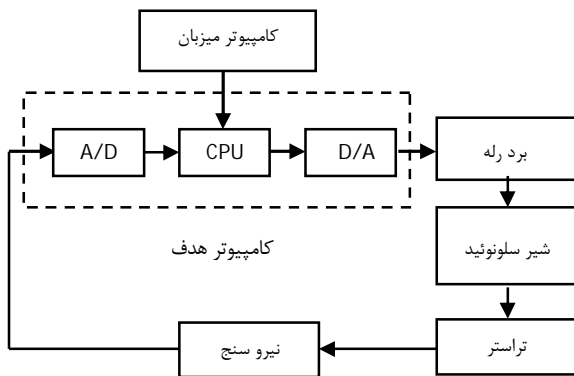 کامپیوتر میزبان
A/D
CPU
D/A
برد رله
شیر سلونوئید
کامپیوتر هدف
تراستر
نیرو سنج